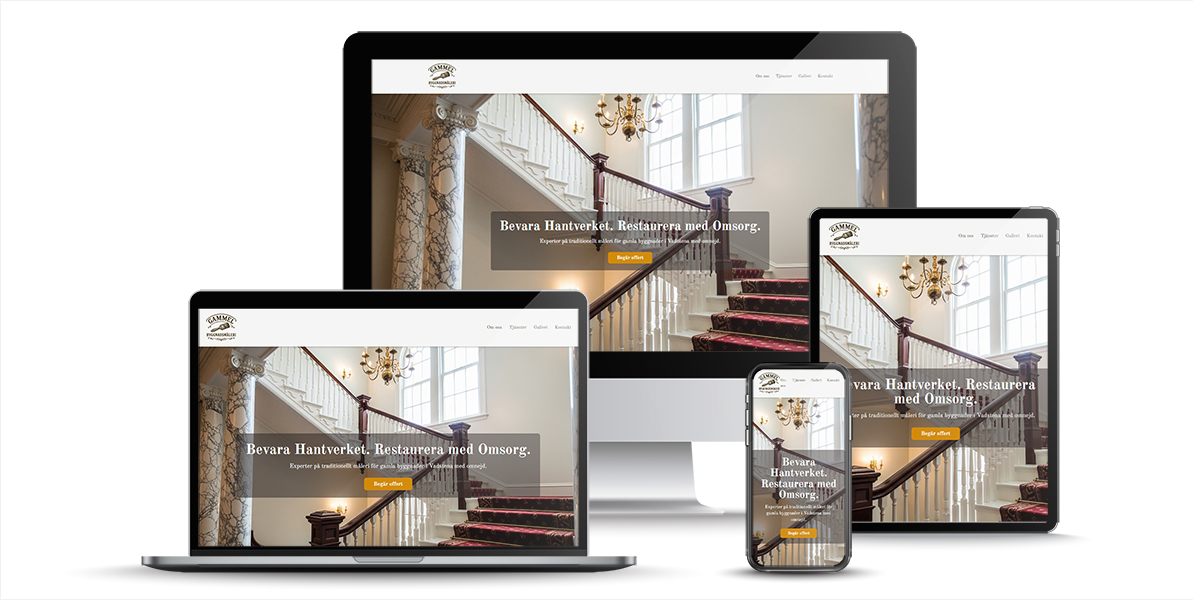 GAMMEL
BYGGNADSMÅLERI
Om oss Tjänster Galleri Kontakt
Bevara Hantverket. Restaurera med Omsorg.
Experter på traditionellt måleri för gamla byggnader i Vadstena med omnejd.
Begär offert
GAMMEL
BYGGNADSMÅLERI
Om oss Tjänster Galleri Kontakt
vara Hantverket. Restaurera
med Omsorg.
ter på traditionellt måleri för gamla byggnader i Vadstena med omnejd.
Begär offert
GAMMEL
BYGGNADSMÅLERI
Om oss Tjänster Galleri Kontakt
Bevara Hantverket. Restaurera med Omsorg.
Experter på traditionellt måleri för gamla byggnader i Vadstena med omnejd.
Begär offert
GAMMEL
BYGGNADSMÅLERI
Tjänster Galleri Kontakt
Bevara
Hantverket.
Restaurera med
Omsorg.
Experter på traditionellt måleri för
gamla byggnader i Vadstena med
omnejd.
Begär offert